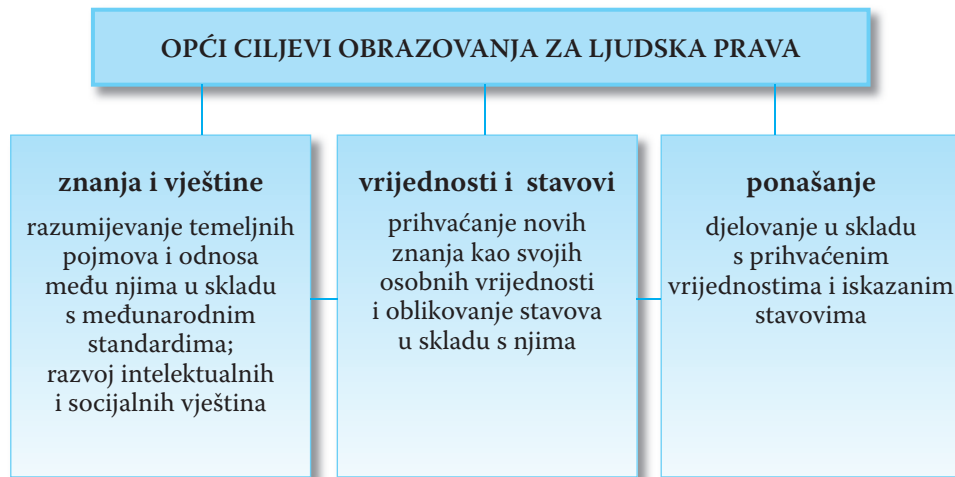 OPĆI CILJEVI OBRAZOVANJA ZA LJUDSKA PRAVA
znanja i vještine
razumijevanje temeljnih
pojmova i odnosa
među njima u skladu
s međunarodnim
standardima;
razvoj intelektualnih
i socijalnih vještina
vrijednosti i stavovi
prihvaćanje novih
znanja kao svojih
osobnih vrijednosti
i oblikovanje stavova
u skladu s njima
ponašanje
djelovanje u skladu
s prihvaćenim
vrijednostima i iskazanim
stavovima